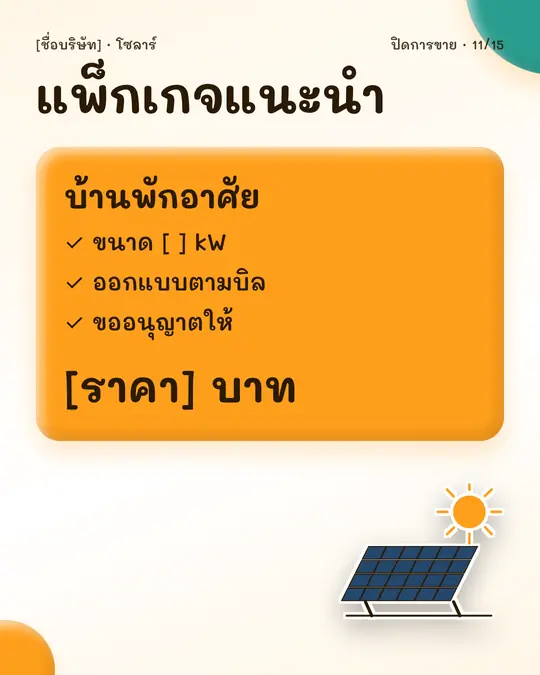 [ชื่อบริษัท] · โซลาร์
ปิดการขาย · 11/15
แพ็กเกจแนะนำ
บ้านพักอาศัย
✓ ขนาด [ ] kW
✓ ออกแบบตามบิล
✓ ขออนุญาตให้
[ราคา] บาท